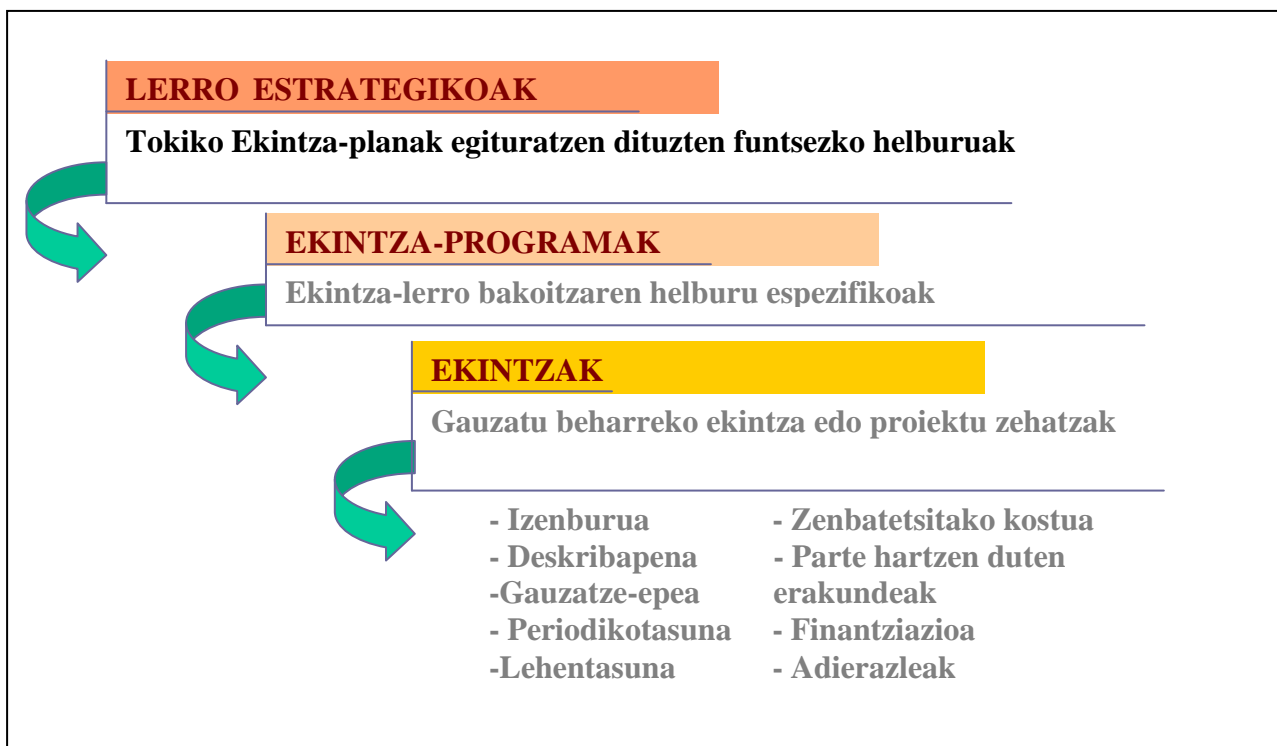 LERRO ESTRATEGIKOAK
Tokiko Ekintza-planak egituratzen dituzten funtsezko helburuak
EKINTZA-PROGRAMAK
Ekintza-lerro bakoitzaren helburu espezifikoak
EKINTZAK
Gauzatu beharreko ekintza edo proiektu zehatzak
- Izenburua
- Deskribapena
-Gauzatze-epea
- Periodikotasuna
-Lehentasuna
- Zenbatetsitako kostua
- Parte hartzen duten
erakundeak
- Finantziazioa
- Adierazleak